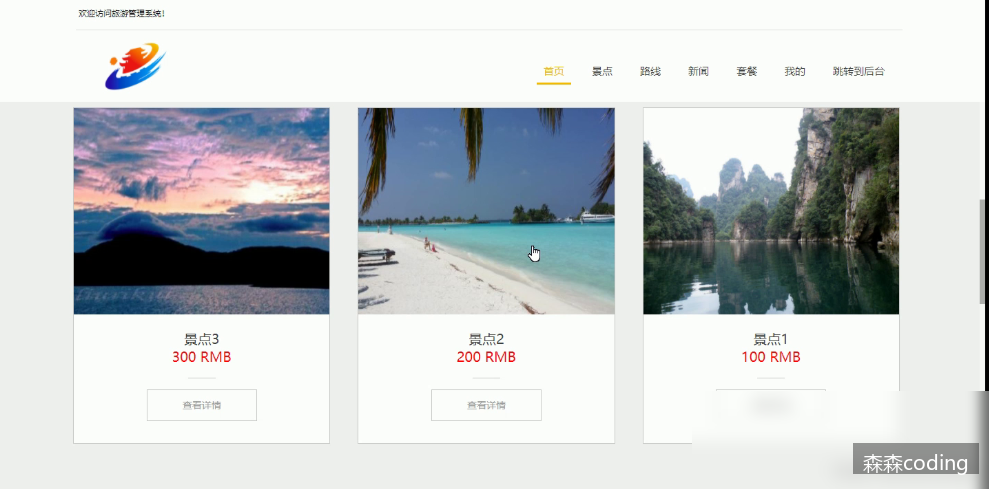 欢迎访问旅游管理系统!
首页 景点 路线 新闻 套餐 我的 跳转到后台
景点3
300 RMB
查看详情
景点2
200 RMB
查看详情
景点1
100 RMB
森森coding